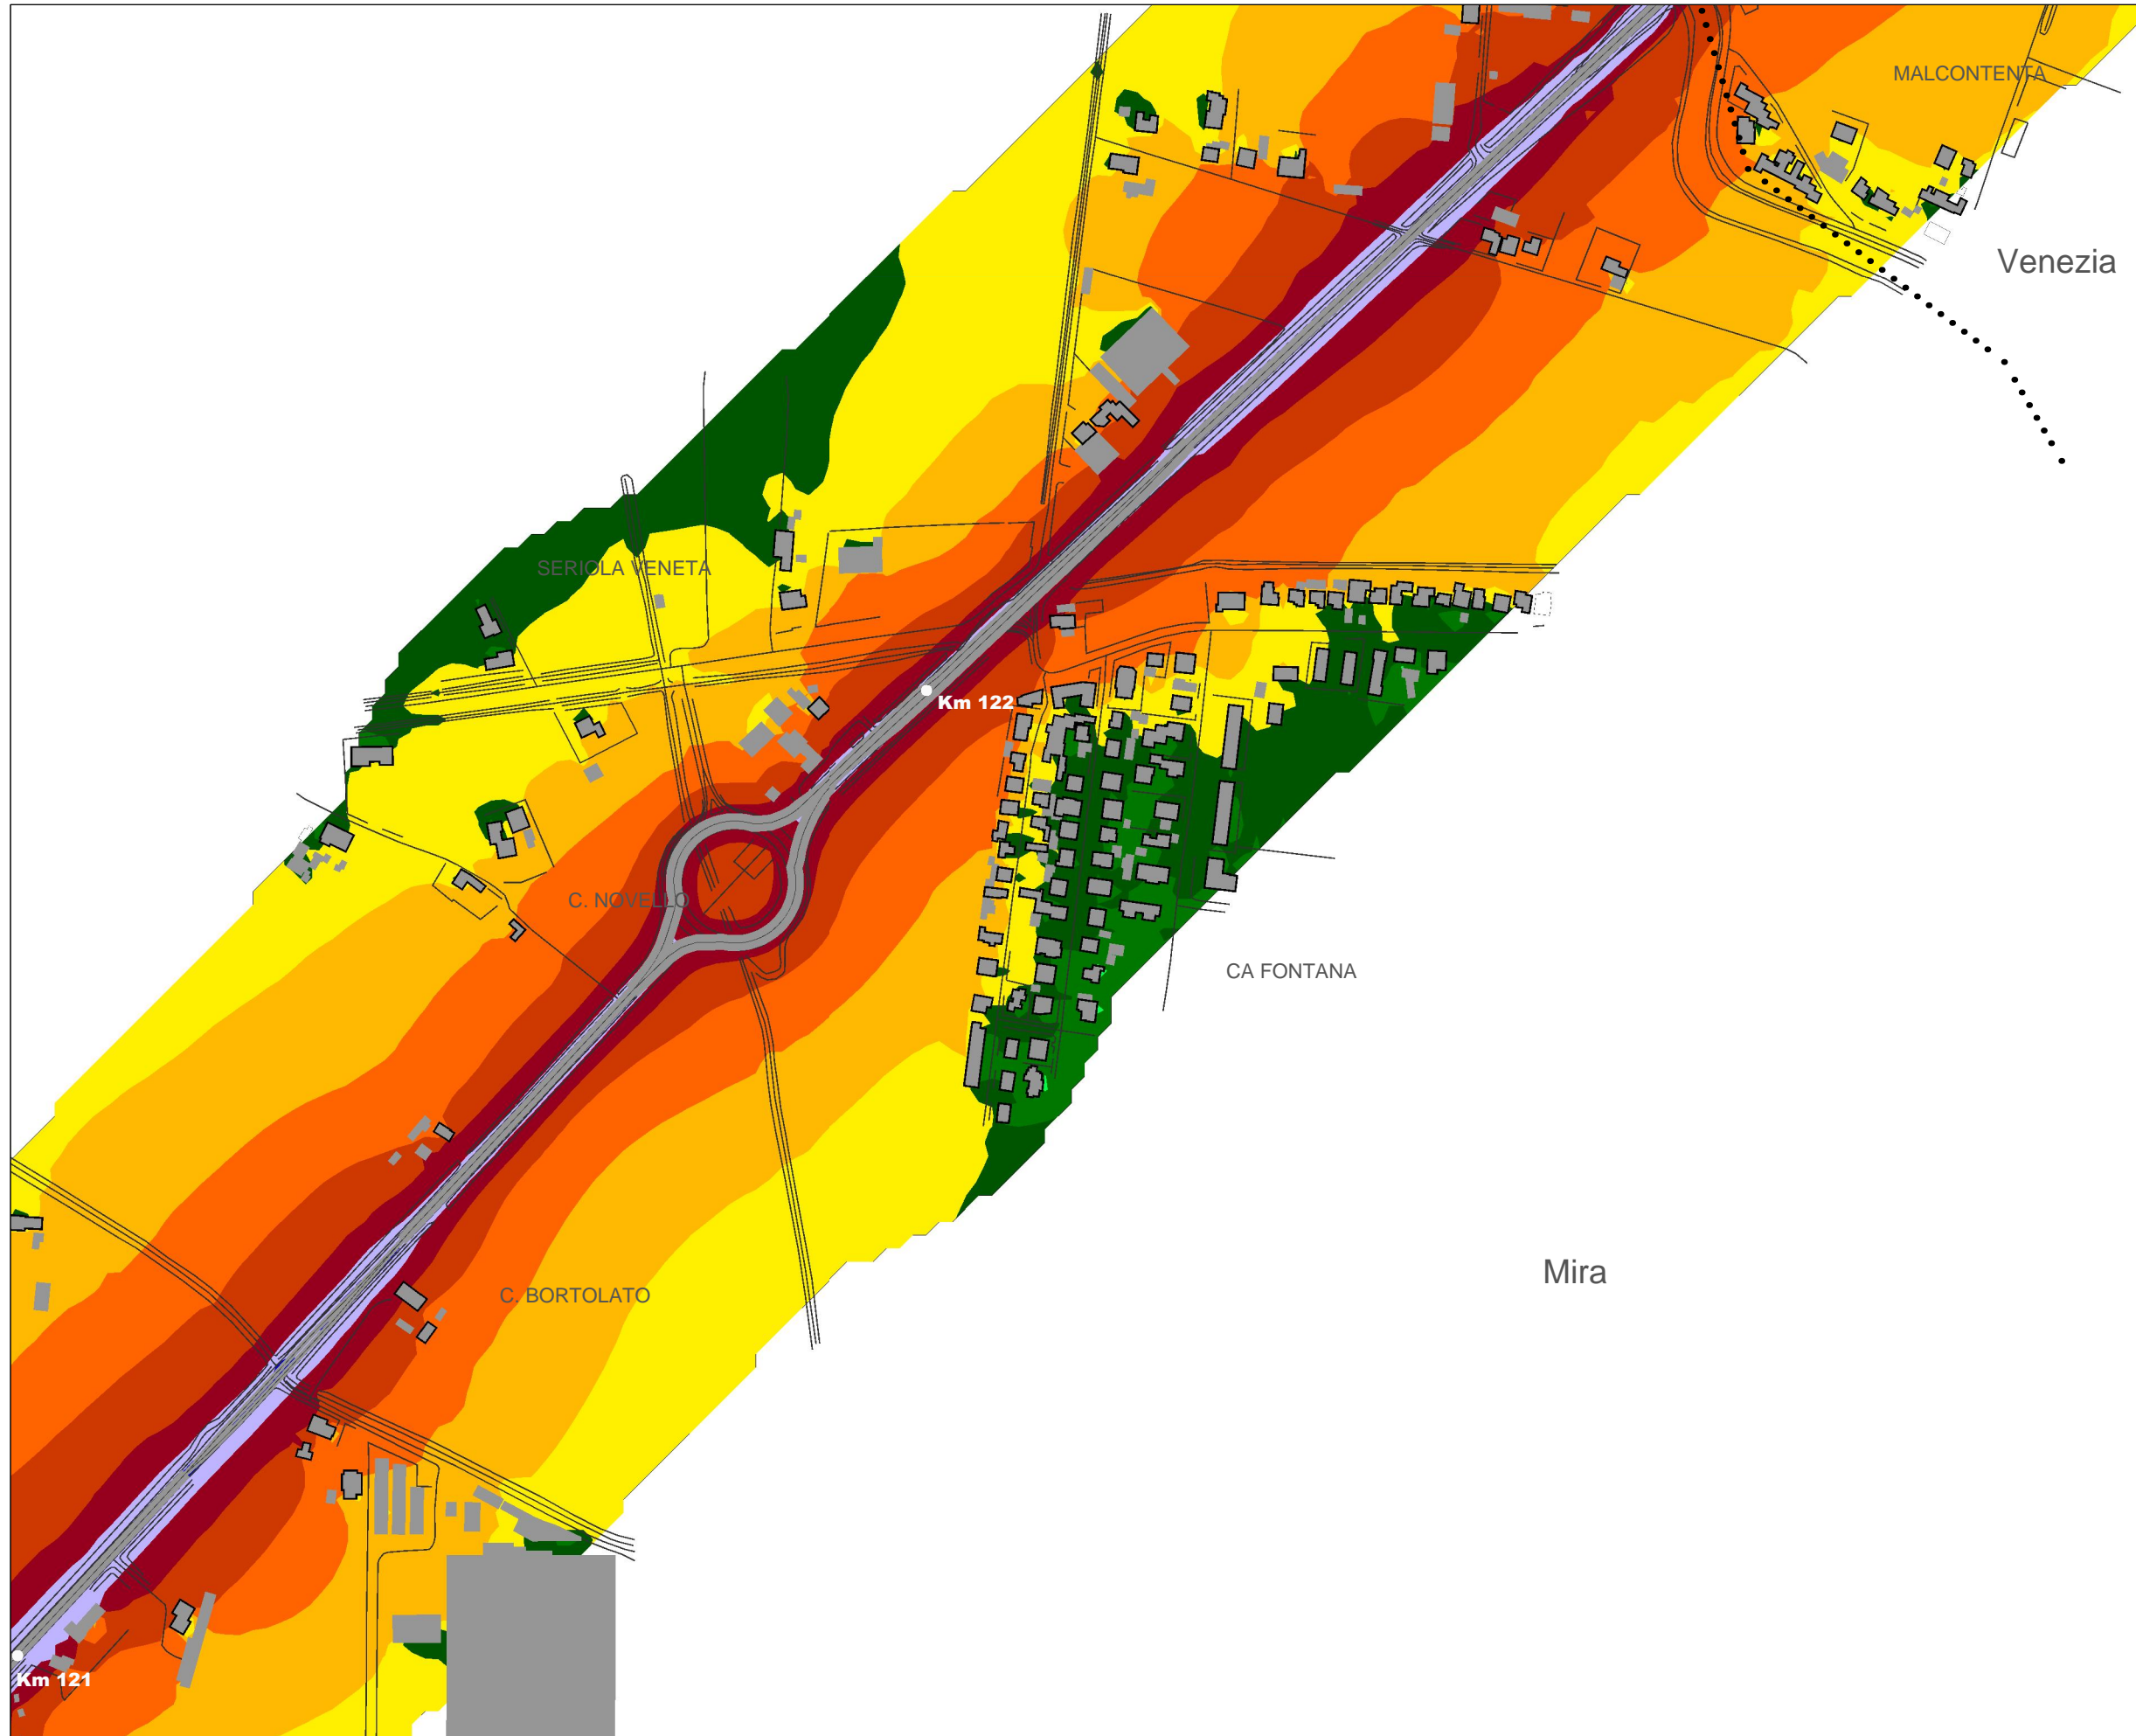 MALCONTENTA
Venezia
SERIOLA VENETA
Km 122
C. NOVELLO
CA FONTANA
Mira
C. BORTOLATO
Km 121